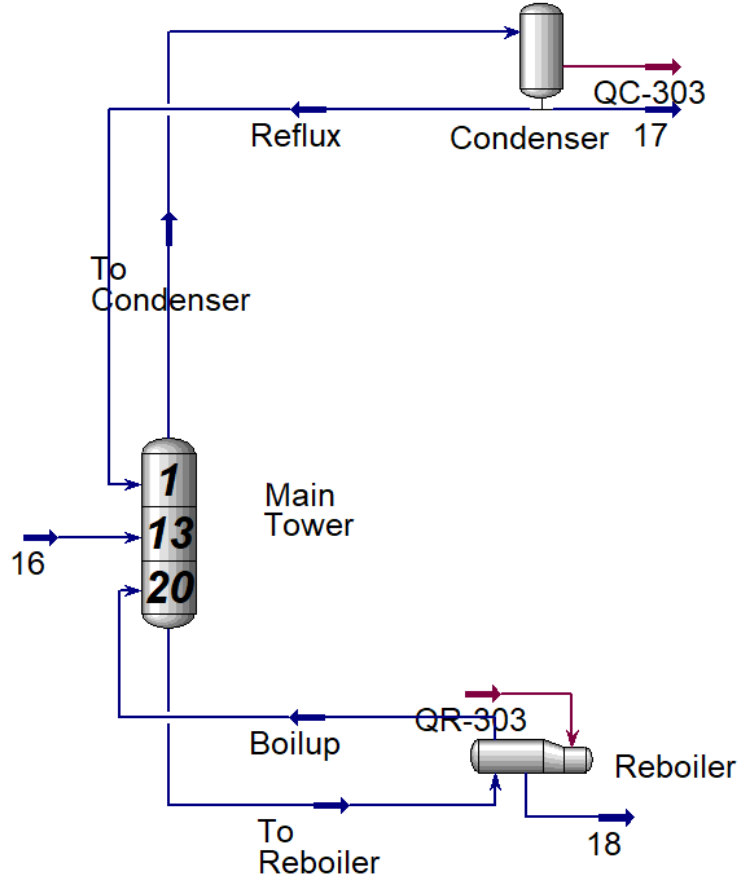 QC-303
Reflux
Condenser
17
To
Condenser
1
Main
Tower
13
16
20
QR-303
Boilup
Reboiler
To
Reboiler
18